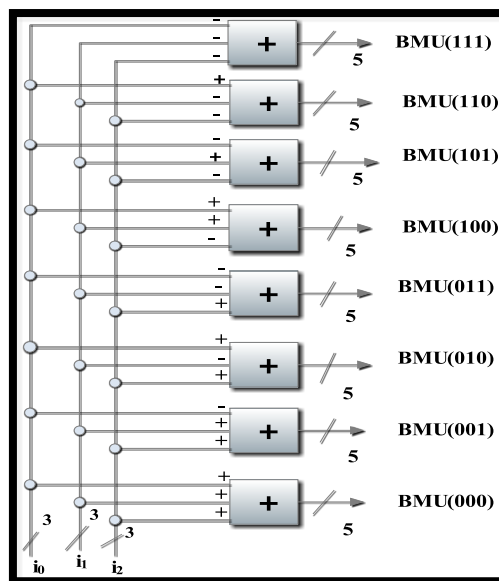 -
- + BMU(111)
- 5
+
- + BMU(110)
- 5
-
+ + BMU(101)
- 5
+
+ + BMU(100)
- 5
-
- + BMU(011)
+ 5
+
- + BMU(010)
+ 5
-
+ + BMU(001)
+ 5
+
+ + BMU(000)
+ 5
3 3 3
i0 i1 i2